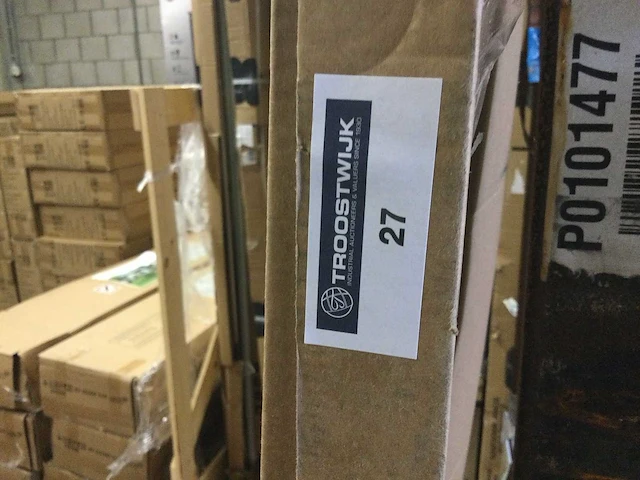 TROOSTWIJK
INDUSTRIAL AUCTIONEERS & VALUERS SINCE 1930
27
P0101477